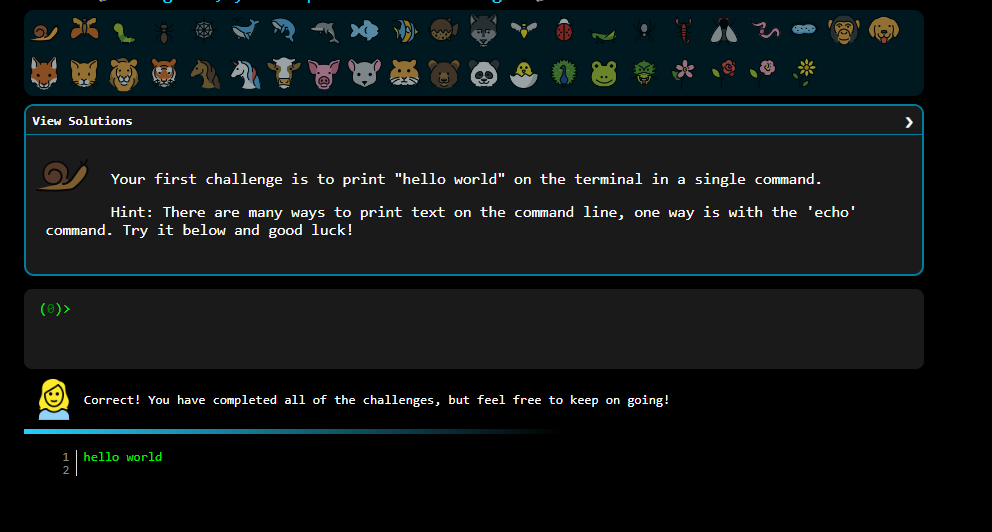 View Solutions
Your first challenge is to print "hello world" on the terminal in a single command.
Hint: There are many ways to print text on the command line, one way is with the 'echo'
command. Try it below and good luck!
(0)>
Correct! You have completed all of the challenges, but feel free to keep on going!
1 hello world
2